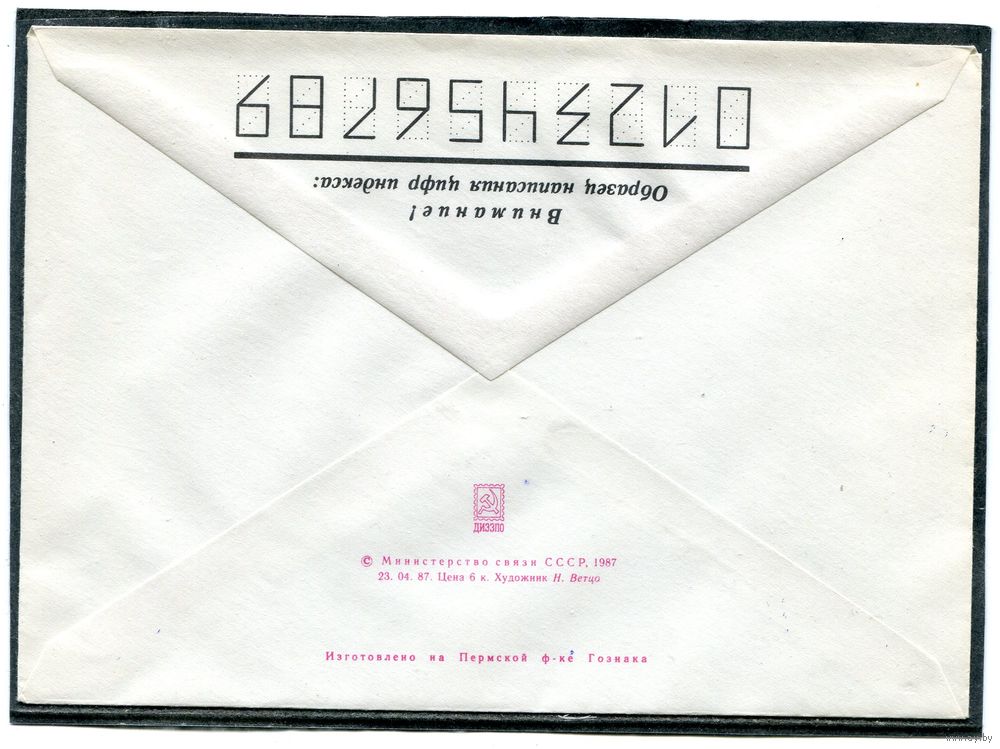 Внимание!
Образец написания цифр индекса:
0123456789
ДИЭЗПО
© Министерство связи СССР, 1987
23. 04. 87. Цена 6 к. Художник Н. Ветцо
Изготовлено на Пермской ф-ке Гознака